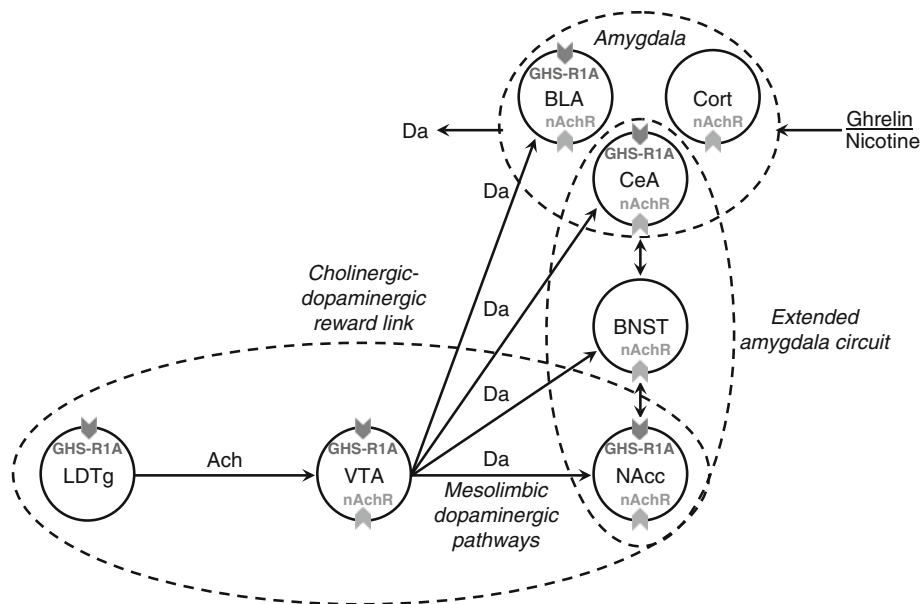 Amygdala
GHS-R1A
BLA
nAchR
Cort
nAchR
Da
Ghrelin
Nicotine
GHS-R1A
CeA
nAchR
Da
Cholinergic-
dopaminergic
reward link
Da
BNST
nAchR
Extended
amygdala circuit
Da
GHS-R1A
LDTg
Ach
GHS-R1A
VTA
nAchR
Da
Mesolimbic
dopaminergic
pathways
GHS-R1A
NAcc
nAchR